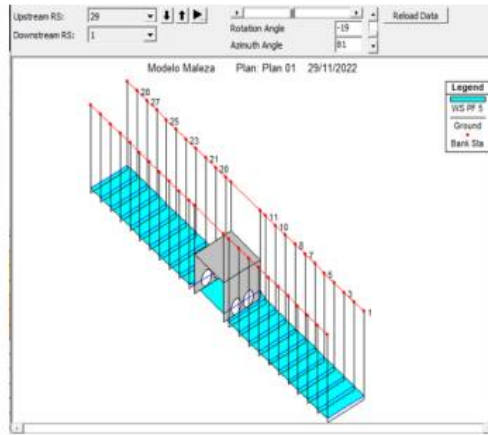 Upstream RS: 29
Downstream RS: 1
Rotation Angle -19
Azimuth Angle 81
Reload Data
Modelo Maleza Plan: Plan 01 29/11/2022
Legend
WS PF 5
Ground
Bank Sta
28
27
25
23
21
20
11
10
8
7
5
3
1